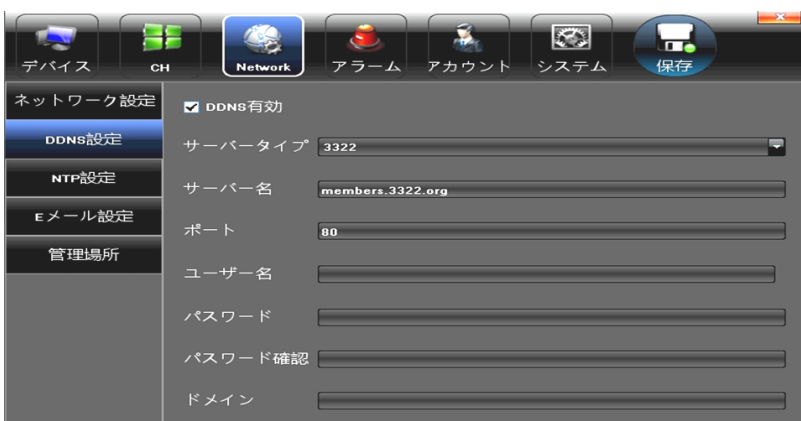 デバイス CH Network アラーム アカウント システム 保存
ネットワーク設定
DDNS設定
NTP設定
Eメール設定
管理場所
DDNS有効
サーバータイプ 3322
サーバー名 members.3322.org
ポート 80
ユーザー名
パスワード
パスワード確認
ドメイン